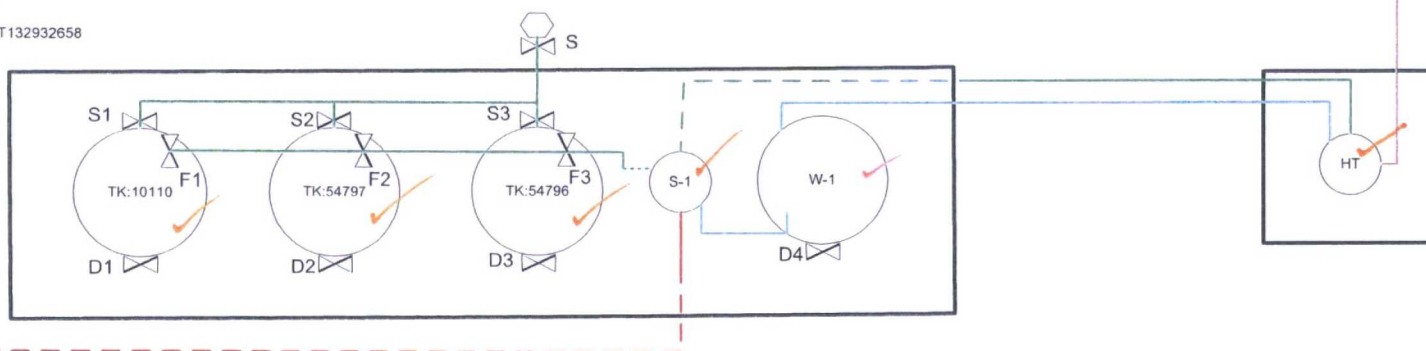 T132932658
S
S1
S2
S3
F1
F2
F3
TK:10110
TK:54797
TK:54796
S-1
W-1
HT
D1
D2
D3
D4